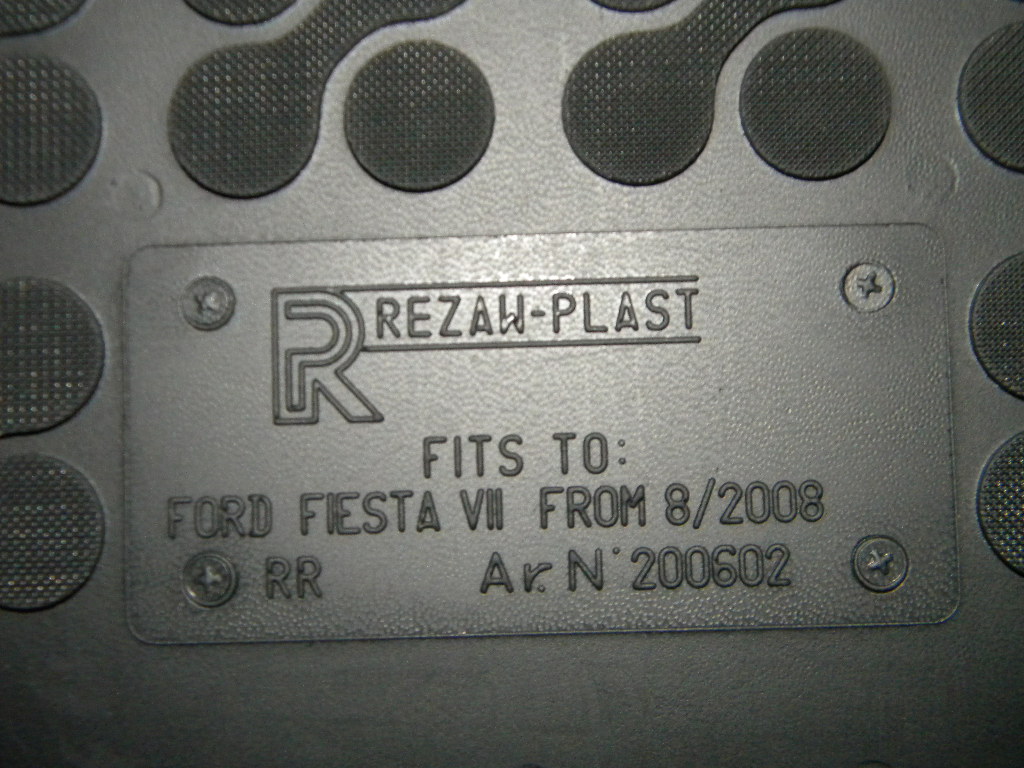 R REZAW-PLAST
FITS TO:
FORD FIESTA VII FROM 8/2008
RR Ar. N° 200602